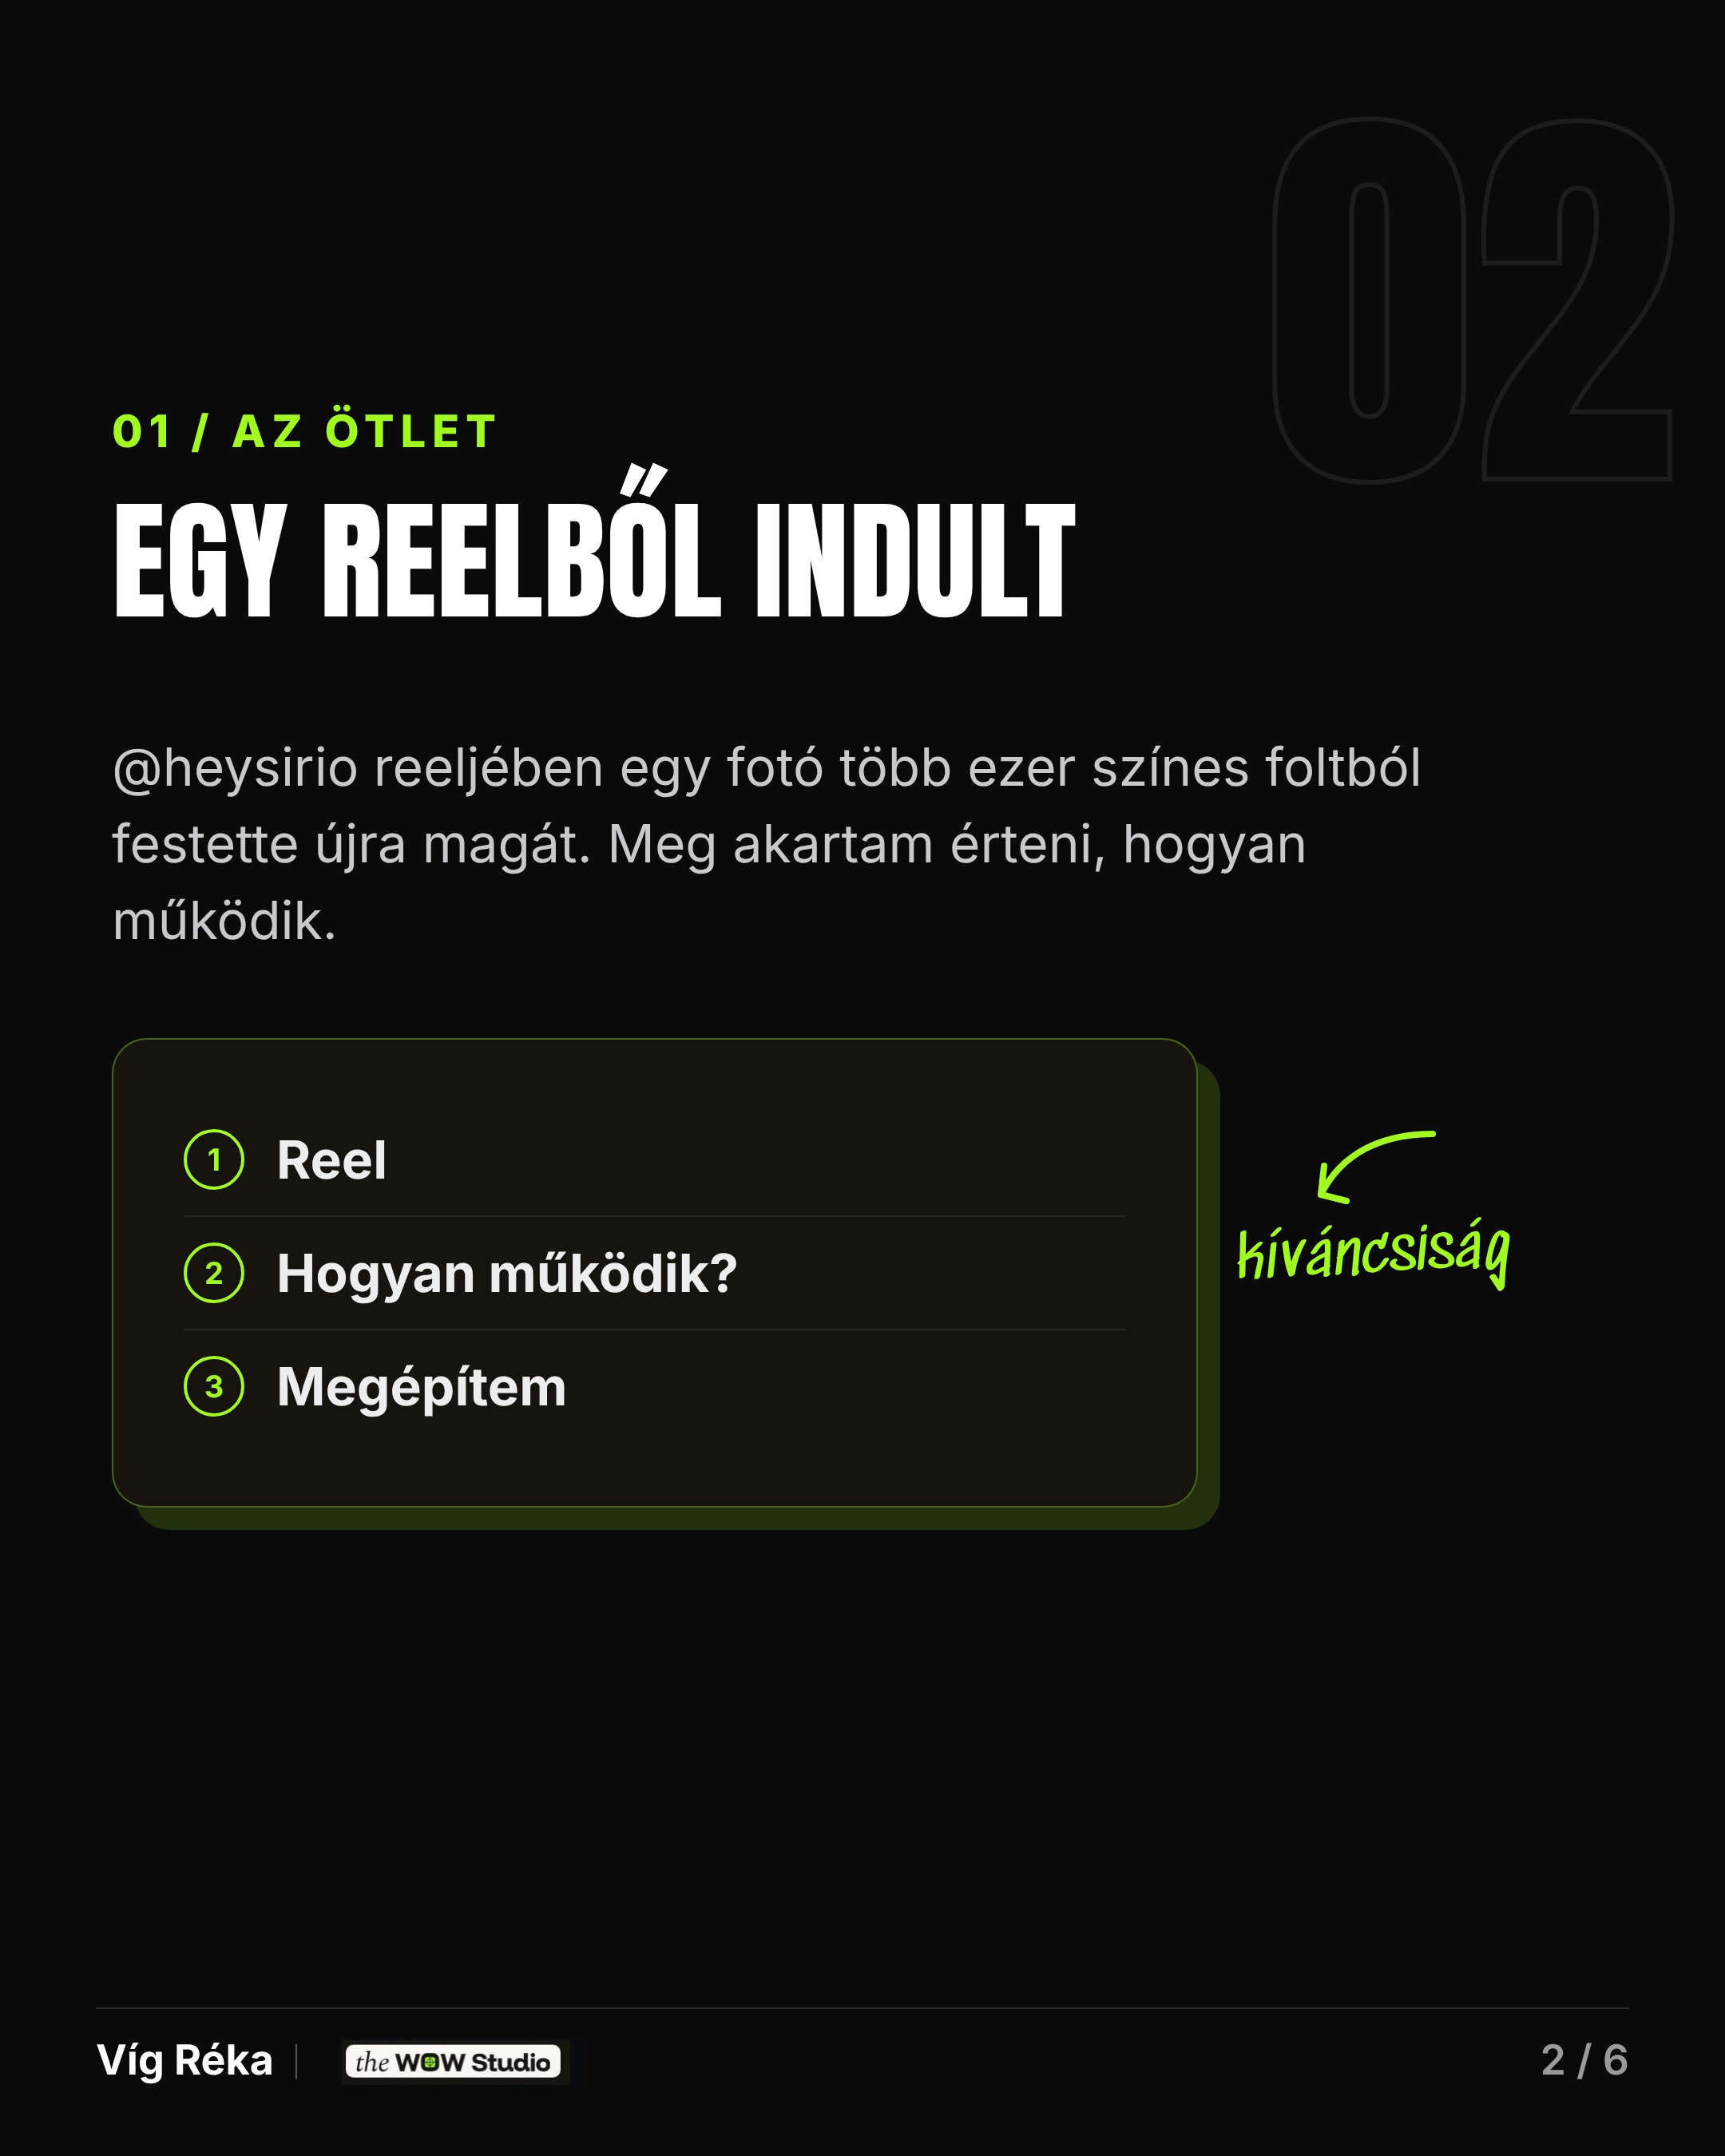 02
01 / AZ ÖTLET
EGY REELBŐL INDULT
@heysirio reeljében egy fotó több ezer színes foltból
festette újra magát. Meg akartam érteni, hogyan
működik.
1 Reel
2 Hogyan működik?
3 Megépítem
kíváncsiság
Víg Réka
the WOW Studio
2 / 6